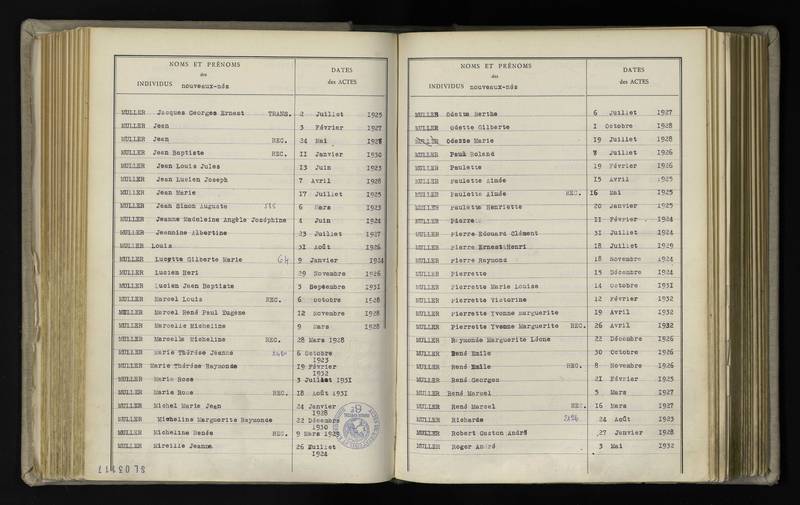 NOMS ET PRÉNOMS
des
INDIVIDUS nouveaux-nés
DATES
des ACTES
MULLER Jacques Georges Ernest TRANS. 2 Juillet 1925
MULLER Jean 3 Février 1927
MULLER Jean REC. 24 Mai 1928
MULLER Jean Baptiste REC. II Janvier 1930
MULLER Jean Louis Jules 13 Juin 1923
MULLER Jean Lucien Joseph 7 Avril 1928
MULLER Jean Marie 17 Juillet 1925
MULLER Jean Simon Auguste 6 Mars 1923
MULLER Jeanne Madeleine Angèle Joséphine 4 Juin 1924
MULLER Jeannine Albertine 23 Juillet 1927
MULLER Louis 31 Août 1926
MULLER Lucette Gilberte Marie 64 9 Janvier 1924
MULLER Lucien Heri 29 Novembre 1926
MULLER Lucien Jean Baptiste 3 Septembre 1931
MULLER Marcel Louis REC. 6 Octobre 1928
MULLER Marcel René Paul Eugène 12 Novembre 1928
MULLER Marcelle Micheline 9 Mars 1928
MULLER Marcelle Micheline REC. 28 Mars 1928
MULLER Marie Thérèse Jeanne 6 Octobre
1923
MULLER Marie Thérèse Raymonde 19 Février
1932
MULLER Marie Rose 3 Juillet 1931
MULLER Marie Rose REC. 18 Août 1931
MULLER Michel Marie Jean 24 Janvier
1928
MULLER Micheline Marguerite Raymonde 22 Décembre
1930
MULLER Micheline Renée REC. 9 Mars 1929
MULLER Mireille Jeanne 26 Juillet
1924
NOMS ET PRÉNOMS
des
INDIVIDUS nouveaux-nés
DATES
des ACTES
MULLER Odette Berthe 6 Juillet 1927
MULLER Odette Gilberte I Octobre 1928
MULLER Odette Marie 19 Juillet 1928
MULLER Paul Roland Juillet 1926
MULLER Paulette 19 Février 1926
MULLER Paulette Aimée 15 Avril 1925
MULLER Paulette Aimée REC. 16 Mai 1925
MULLER Paulette Henriette 20 Janvier 1925
MULLER Pierre II Février 1924
MULLER Pierre Edouard Clément 31 Juillet 1924
MULLER Pierre Ernest Henri 18 Juillet 1929
MULLER Pierre Raymond 18 Novembre 1924
MULLER Pierrette 15 Décembre 1924
MULLER Pierrette Marie Louise 14 Octobre 1931
MULLER Pierrette Victorine 12 Février 1932
MULLER Pierrette Yvonne Marguerite 19 Avril 1932
MULLER Pierrette Yvonne Marguerite REC. 26 Avril 1932
MULLER Raymonde Marguerite Léone 22 Décembre 1926
MULLER René Emile 30 Octobre 1926
MULLER René Emile REC. 8 Novembre 1926
MULLER René Georges 21 Février 1925
MULLER René Marcel 5 Mars 1927
MULLER René Marcel REC. 16 Mars 1927
MULLER Richarde 24 Août 1923
MULLER Robert Gaston André 27 Janvier 1928
MULLER Roger André 3 Mai 1932